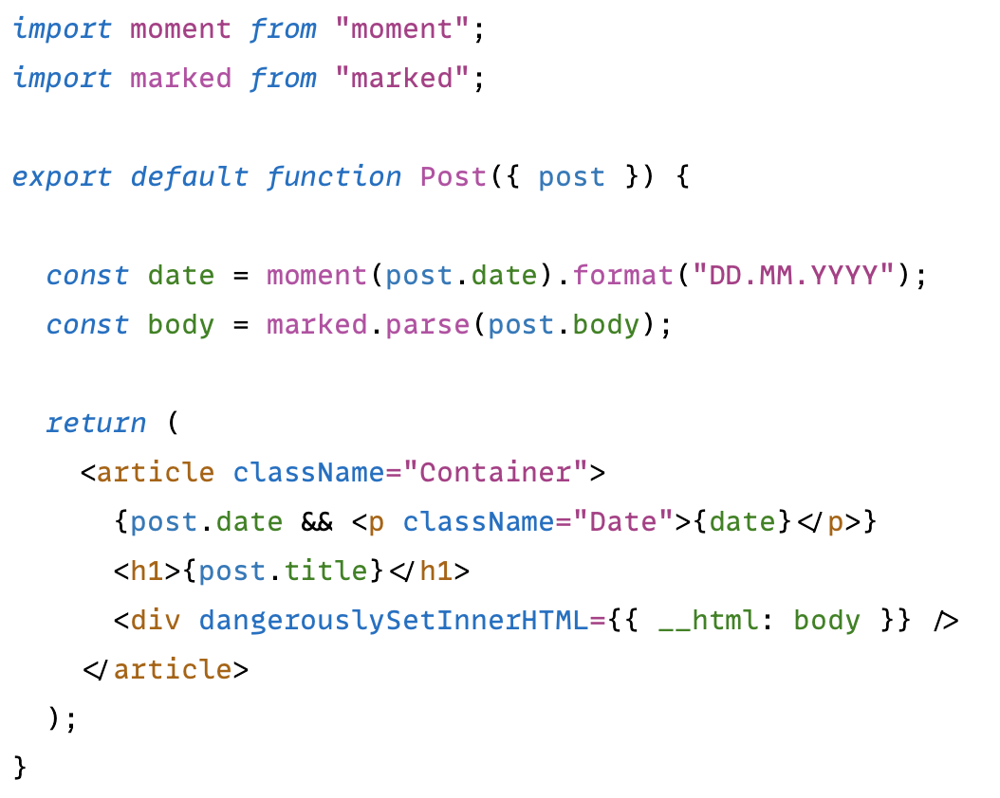 import moment from "moment";
import marked from "marked";

export default function Post({ post }) {

  const date = moment(post.date).format("DD.MM.YYYY");
  const body = marked.parse(post.body);

  return (
    <article className="Container">
      {post.date && <p className="Date">{date}</p>}
      <h1>{post.title}</h1>
      <div dangerouslySetInnerHTML={{ __html: body }} />
    </article>
  );
}